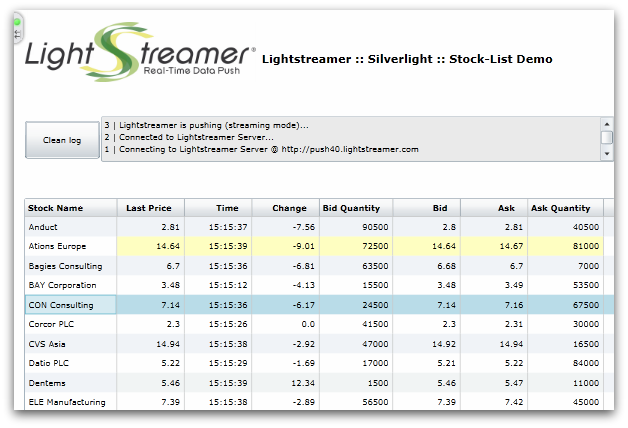 LightStreamer®
Real-Time Data Push
Lightstreamer :: Silverlight :: Stock-List Demo
Clean log
3 | Lightstreamer is pushing (streaming mode)...
2 | Connected to Lightstreamer Server...
1 | Connecting to Lightstreamer Server @ http://push40.lightstreamer.com
Stock Name Last Price Time Change Bid Quantity Bid Ask Ask Quantity
Anduct 2.81 15:15:37 -7.56 90500 2.8 2.81 40500
Ations Europe 14.64 15:15:39 -9.01 72500 14.64 14.67 81000
Bagies Consulting 6.7 15:15:36 -6.81 63500 6.68 6.7 7000
BAY Corporation 3.48 15:15:12 -4.13 15500 3.48 3.49 53500
CON Consulting 7.14 15:15:36 -6.17 24500 7.14 7.16 67500
Corcor PLC 2.3 15:15:26 0.0 41500 2.3 2.31 30000
CVS Asia 14.94 15:15:38 -2.92 47000 14.92 14.94 16500
Datio PLC 5.22 15:15:29 -1.69 17000 5.21 5.22 84000
Dentems 5.46 15:15:39 12.34 1500 5.46 5.47 11000
ELE Manufacturing 7.39 15:15:38 -2.89 56500 7.39 7.42 45000